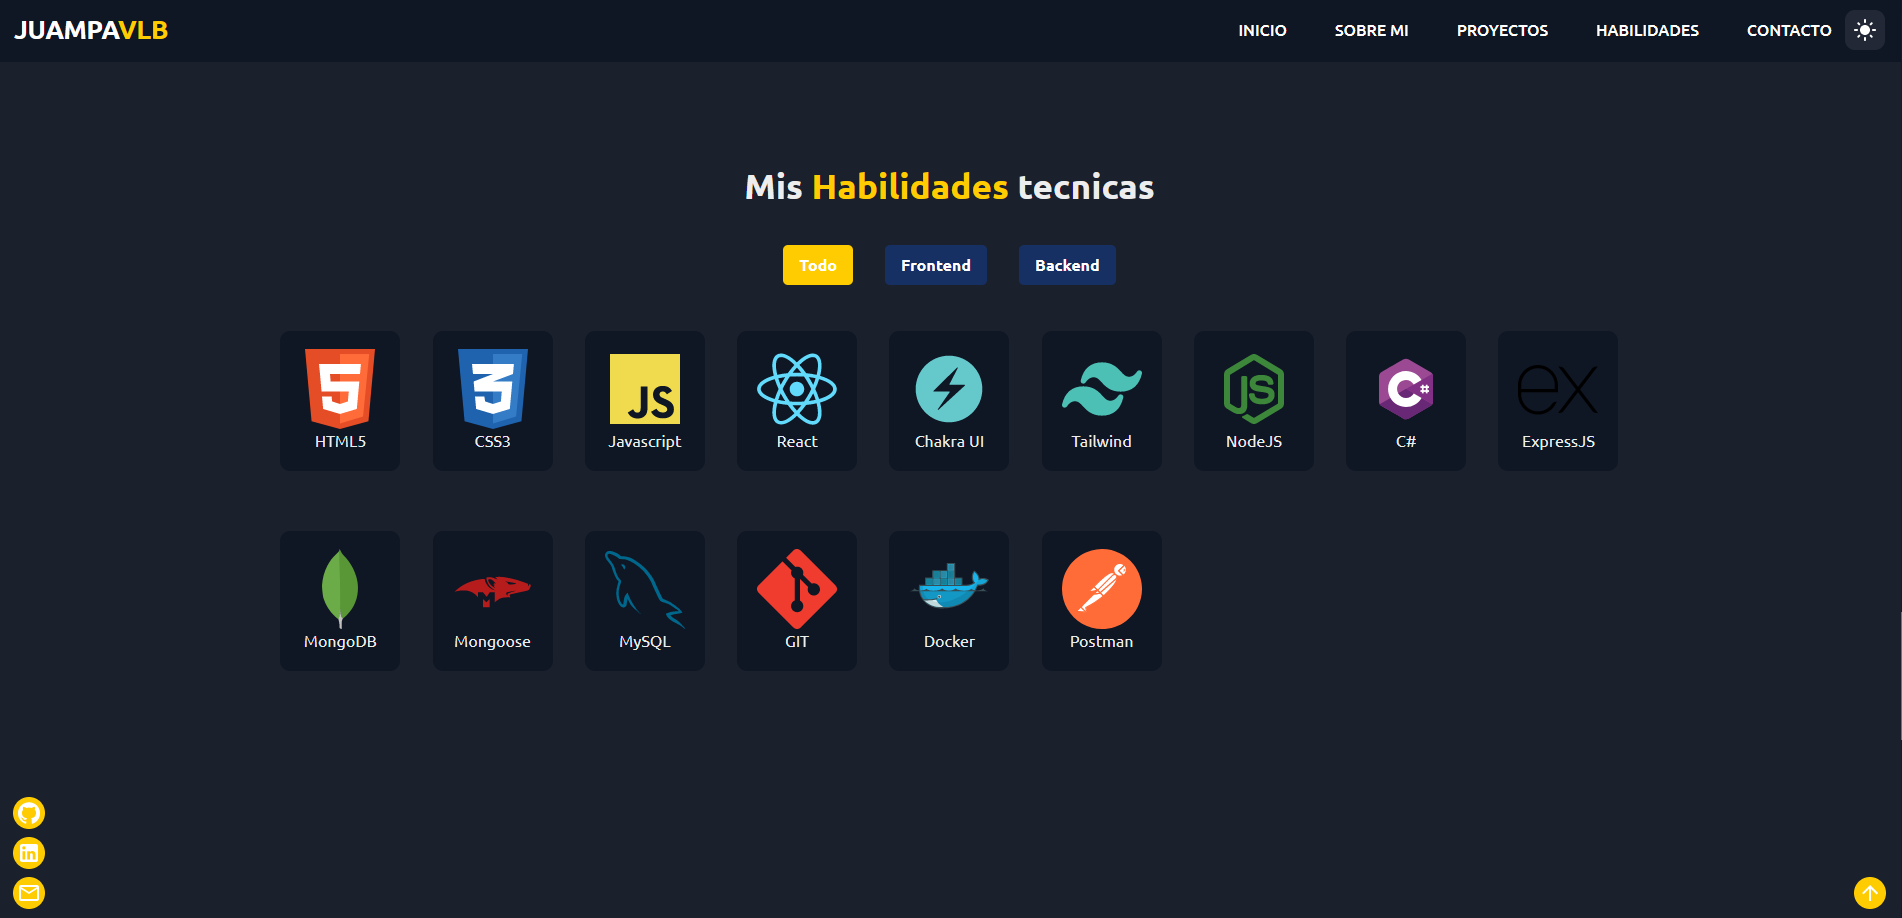 JUAMPAVLB INICIO SOBRE MI PROYECTOS HABILIDADES CONTACTO
Mis Habilidades tecnicas
Todo Frontend Backend
5 3 JS JS C# ex
HTML5 CSS3 Javascript React Chakra UI Tailwind NodeJS C# ExpressJS
M
MongoDB Mongoose MySQL GIT Docker Postman
in